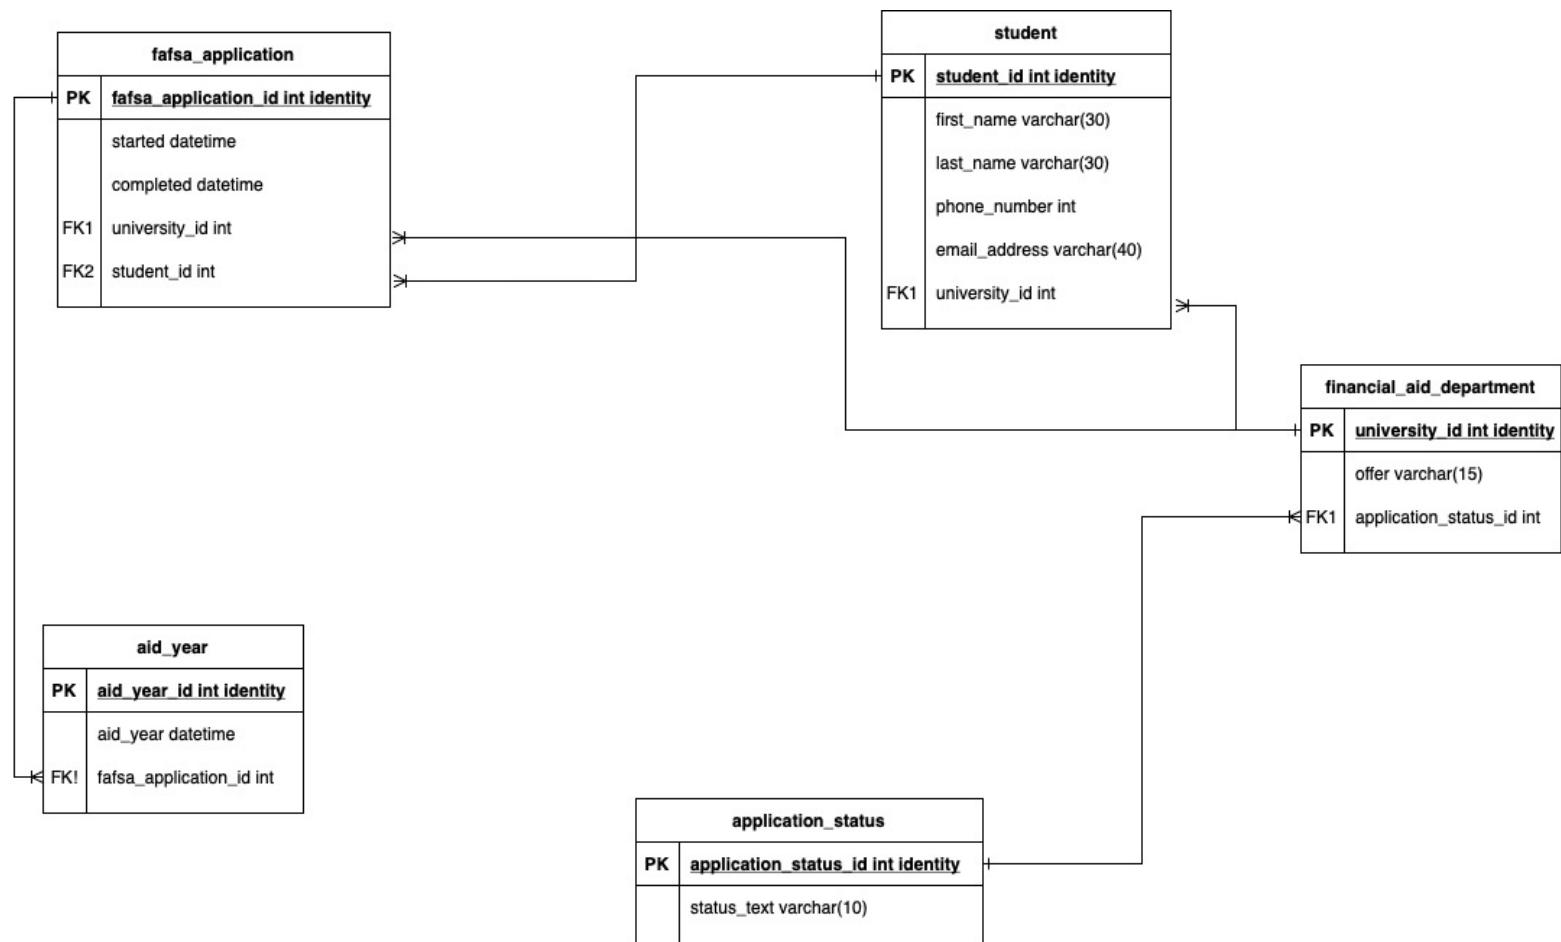 fafsa_application
PK fafsa_application_id int identity
started datetime
completed datetime
FK1 university_id int
FK2 student_id int
student
PK student_id int identity
first_name varchar(30)
last_name varchar(30)
phone_number int
email_address varchar(40)
FK1 university_id int
financial_aid_department
PK university_id int identity
offer varchar(15)
FK1 application_status_id int
aid_year
PK aid_year_id int identity
aid_year datetime
FK! fafsa_application_id int
application_status
PK application_status_id int identity
status_text varchar(10)